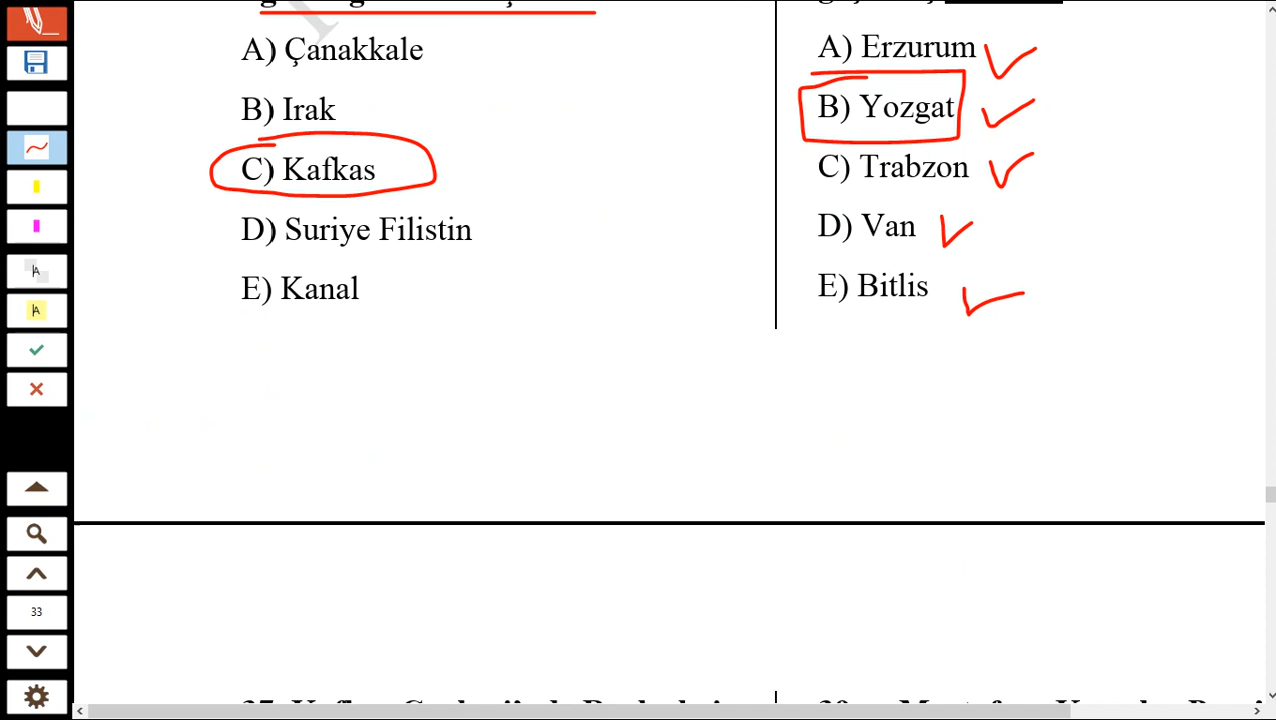 A) Çanakkale
B) Irak
C) Kafkas
D) Suriye Filistin
E) Kanal
A) Erzurum
B) Yozgat
C) Trabzon
D) Van
E) Bitlis
33